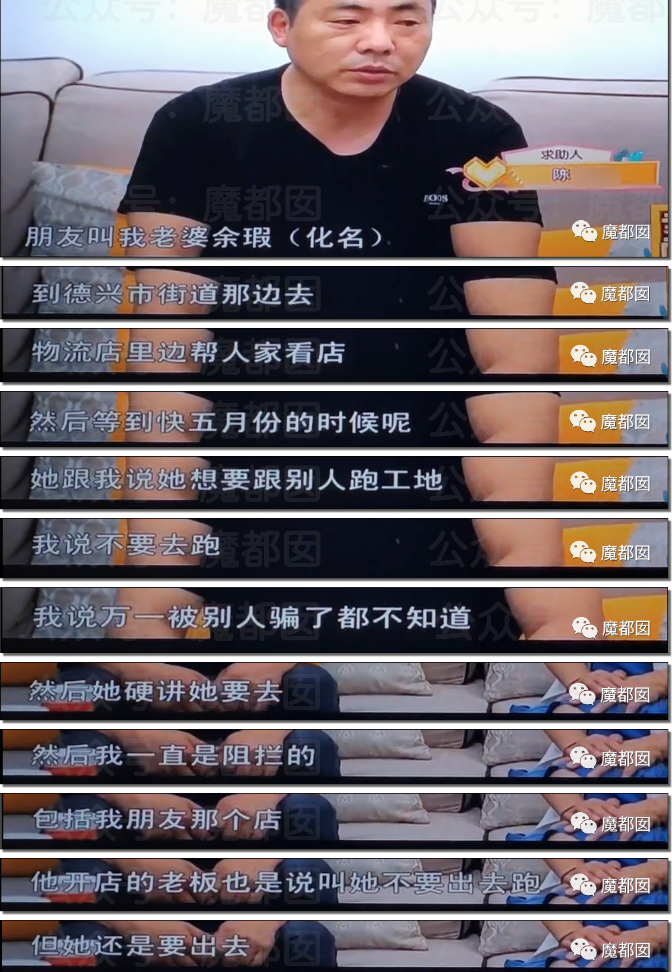 公众号：魔都囡
求助人
陈
BOSS
朋友叫我老婆余瑕（化名）
魔都囡
到德兴市街道那边去
魔都囡
物流店里边帮人家看店
魔都囡
然后等到快五月份的时候呢
魔都囡
她跟我说她想要跟别人跑工地
魔都囡
我说不要去跑
魔都囡
我说万一被别人骗了都不知道
魔都囡
然后她硬讲她要去
魔都囡
然后我一直是阻拦的
魔都囡
包括我朋友那个店
魔都囡
他开店的老板也是说叫她不要出去跑
魔都囡
但她还是要出去
魔都囡